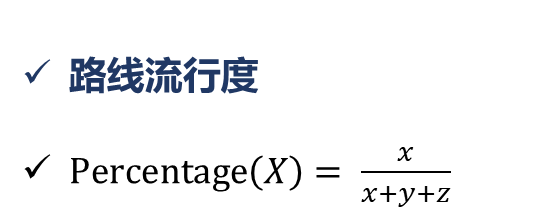 ✓ 路线流行度
✓ Percentage(X) = x/(x+y+z)